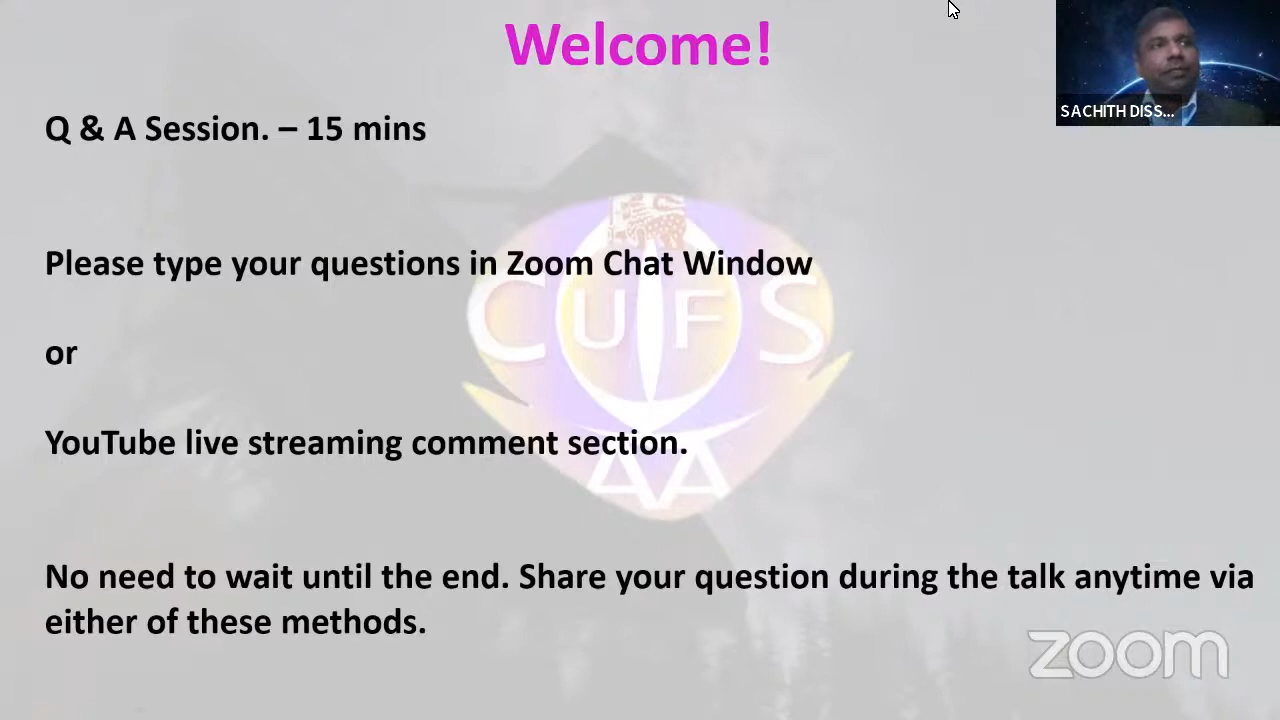 Welcome!
SACHITH DISS...
Q & A Session. – 15 mins
Please type your questions in Zoom Chat Window
CUFS
or
YouTube live streaming comment section.
AA
No need to wait until the end. Share your question during the talk anytime via
either of these methods.
zoom